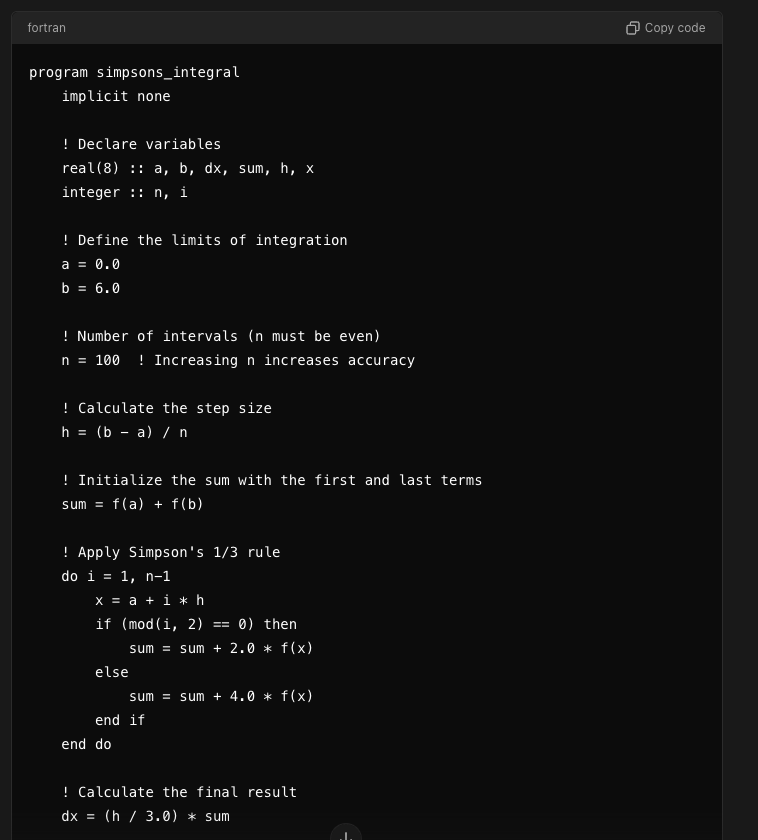 fortran
Copy code
program simpsons_integral
    implicit none

    ! Declare variables
    real(8) :: a, b, dx, sum, h, x
    integer :: n, i

    ! Define the limits of integration
    a = 0.0
    b = 6.0

    ! Number of intervals (n must be even)
    n = 100  ! Increasing n increases accuracy

    ! Calculate the step size
    h = (b - a) / n

    ! Initialize the sum with the first and last terms
    sum = f(a) + f(b)

    ! Apply Simpson's 1/3 rule
    do i = 1, n-1
        x = a + i * h
        if (mod(i, 2) == 0) then
            sum = sum + 2.0 * f(x)
        else
            sum = sum + 4.0 * f(x)
        end if
    end do

    ! Calculate the final result
    dx = (h / 3.0) * sum